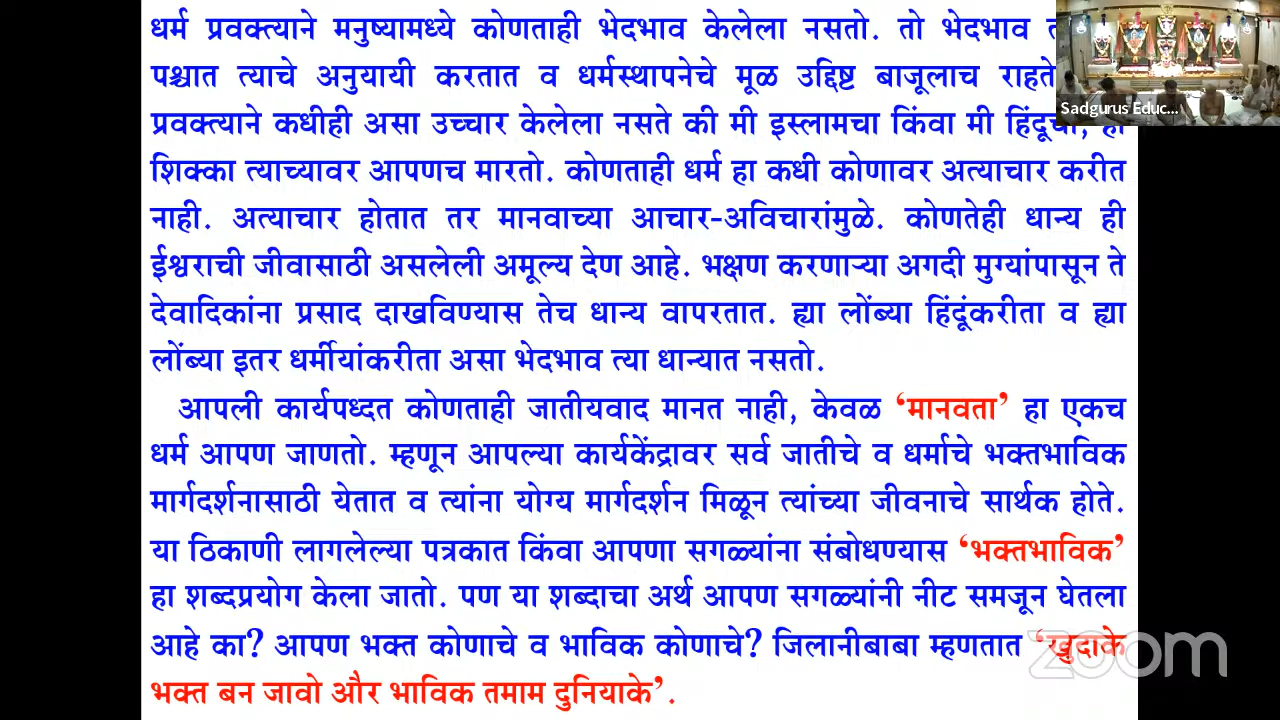 धर्म प्रवक्त्याने मनुष्यामध्ये कोणताही भेदभाव केलेला नसतो. तो भेदभाव
पश्चात त्याचे अनुयायी करतात व धर्मस्थापनेचे मूळ उद्दिष्ट बाजूलाच
प्रवक्त्याने कधीही असा उच्चार केलेला नसते की मी इस्लामचा किंवा मी
शिक्का त्याच्यावर आपणच मारतो. कोणताही धर्म हा कधी कोणावर अत्याचार करीत
नाही. अत्याचार होतात तर मानवाच्या आचार-अविचारांमुळे. कोणतेही धान्य ही
ईश्वराची जीवासाठी असलेली अमूल्य देण आहे. भक्षण करणाऱ्या अगदी मुग्यांपासून ते
देवादिकांना प्रसाद दाखविण्यास तेच धान्य वापरतात. ह्या लोंब्या हिंदूंकरीता व ह्या
लोंब्या इतर धर्मीयांकरीता असा भेदभाव त्या धान्यात नसतो.
आपली कार्यपध्दत कोणताही जातीयवाद मानत नाही, केवळ ‘मानवता’ हा एकच
धर्म आपण जाणतो. म्हणून आपल्या कार्यकेंद्रावर सर्व जातीचे व धर्माचे भक्तभाविक
मार्गदर्शनासाठी येतात व त्यांना योग्य मार्गदर्शन मिळून त्यांच्या जीवनाचे सार्थक होते.
या ठिकाणी लागलेल्या पत्रकात किंवा आपणा सगळ्यांना संबोधण्यास ‘भक्तभाविक’
हा शब्दप्रयोग केला जातो. पण या शब्दाचा अर्थ आपण सगळ्यांनी नीट समजून घेतला
आहे का? आपण भक्त कोणाचे व भाविक कोणाचे? जिलानीबाबा म्हणतात ‘खुदाके
भक्त बन जावो और भाविक तमाम दुनियाके’.
Sadgurus Educ...
zoom